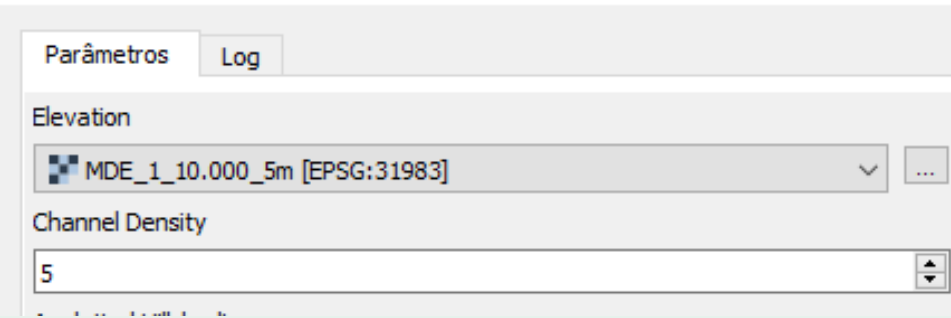 Parâmetros Log
Elevation
MDE_1_10.000_5m [EPSG:31983] ...
Channel Density
5